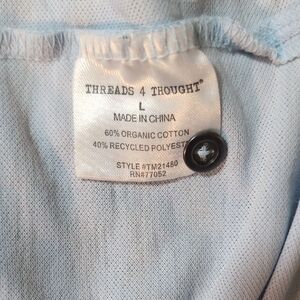 THREADS 4 THOUGHT®
L
MADE IN CHINA
60% ORGANIC COTTON
40% RECYCLED POLYEST
STYLE #TM21480
RN#77052